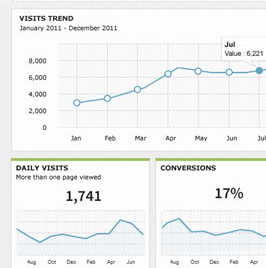 VISITS TREND
January 2011 - December 2011
Jul
Value : 6,221
8,000
6,000
4,000
2,000
0
Jan Feb Mar Apr May Jun Jul
DAILY VISITS
More than one page viewed
1,741
Aug Oct Dec Feb Apr Jun
CONVERSIONS
17%
Aug Oct Dec Feb Apr